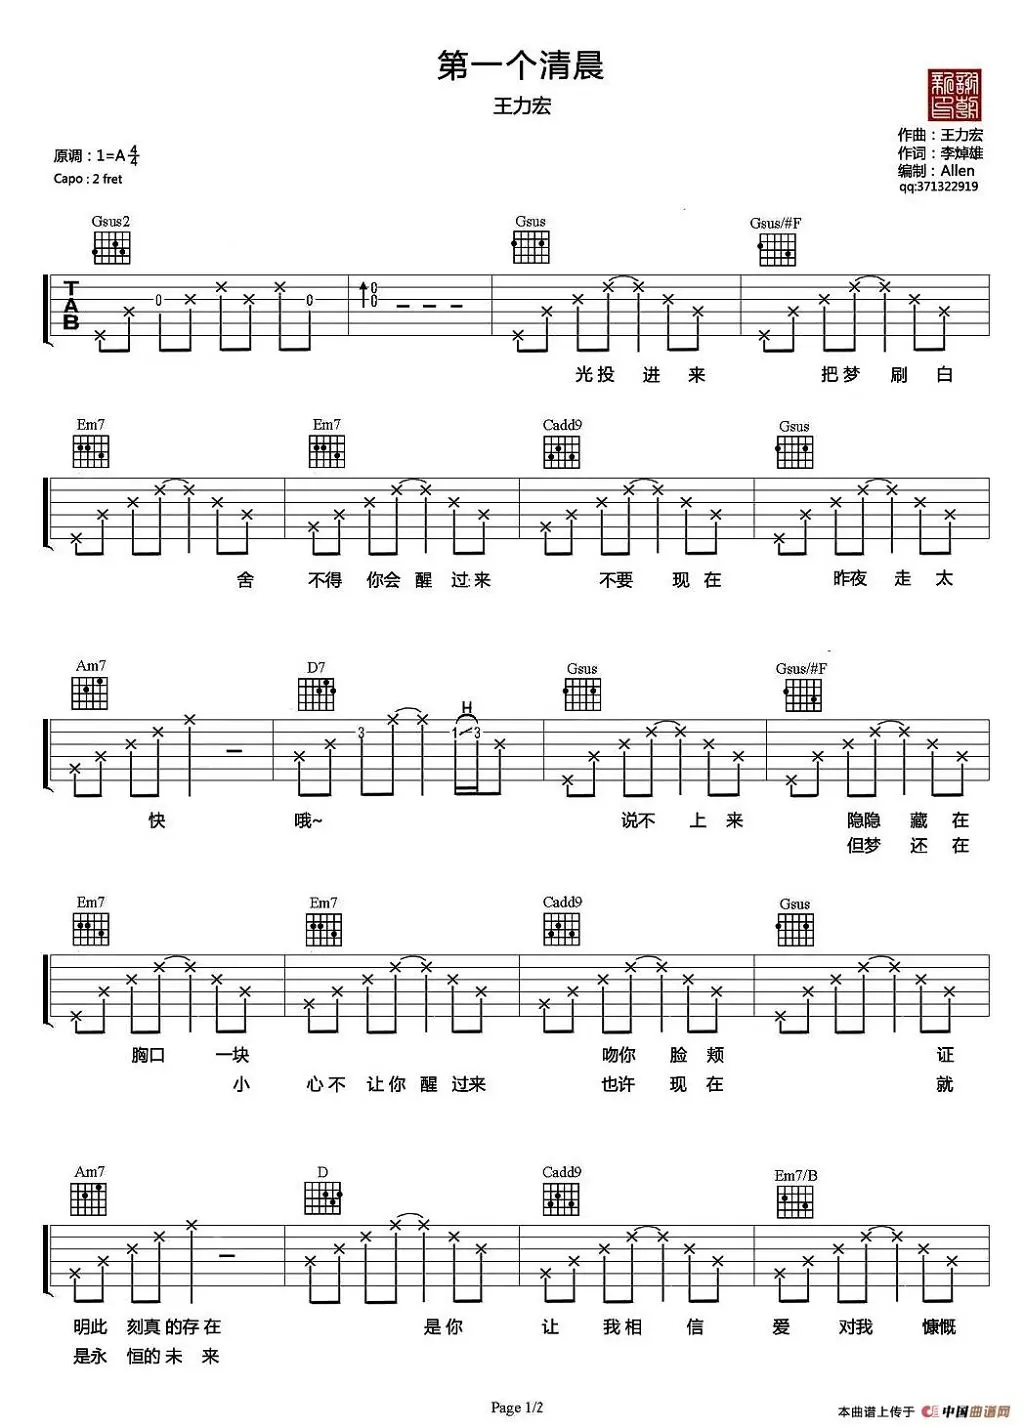 第一个清晨
王力宏
新谢印朝
作曲：王力宏
作词：李焯雄
编制：Allen
qq:371322919
原调：1=A 4/4
Capo : 2 fret
Gsus2 Gsus Gsus/#F
T A B 0 0 0 0
光投 进 来 把梦 刷 白
Em7 Em7 Cadd9 Gsus
舍 不得 你会 醒 过 来 不要 现 在 昨夜 走 太
Am7 D7 Gsus Gsus/#F
3 H 1 3
快 哦~ 说不 上 来 隐隐 藏 在
但梦 还 在
Em7 Em7 Cadd9 Gsus
胸口 一块 吻你 脸 颊 证
小 心不 让你 醒 过来 也许 现 在 就
Am7 D Cadd9 Em7/B
明此 刻真的存在 是你 让 我相 信 爱 对我 慷慨
是永 恒的 未 来
Page 1/2
本曲谱上传于 中国曲谱网